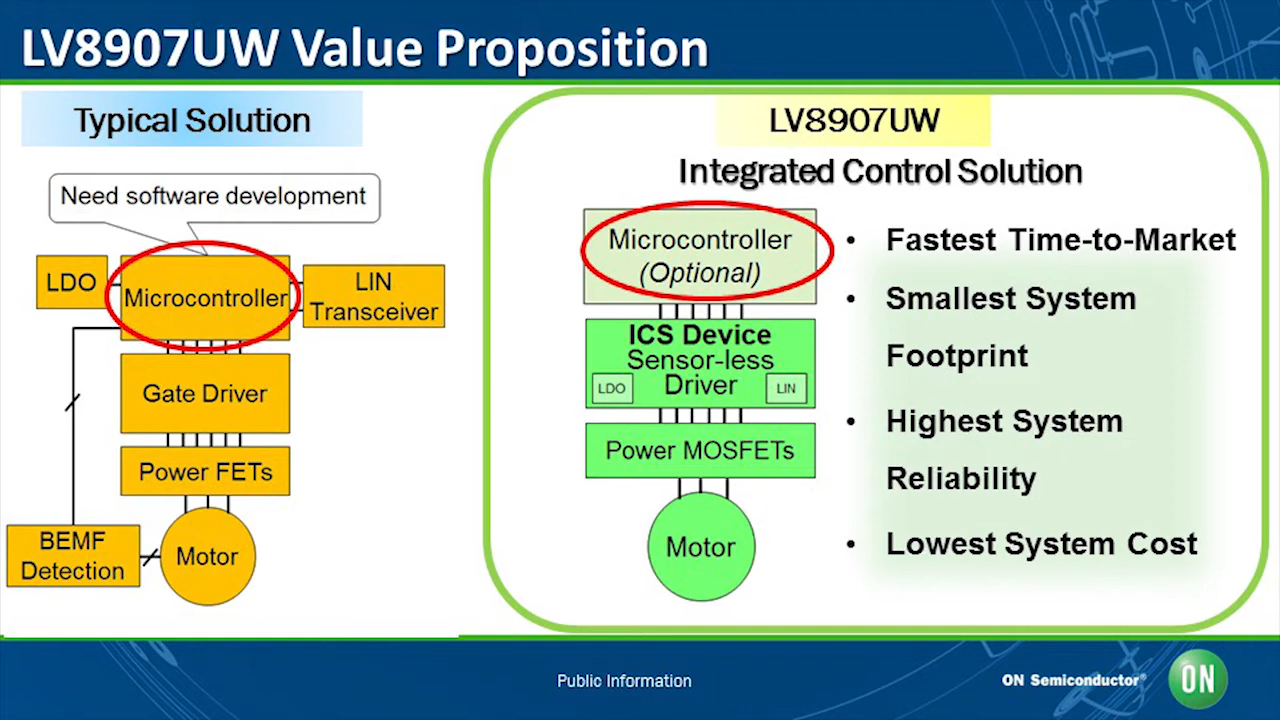 LV8907UW Value Proposition
Typical Solution
Need software development
LDO
Microcontroller
LIN
Transceiver
Gate Driver
Power FETs
BEMF
Detection
Motor
LV8907UW
Integrated Control Solution
Microcontroller
(Optional)
ICS Device
Sensor-less
Driver
LDO
LIN
Power MOSFETs
Motor
• Fastest Time-to-Market
• Smallest System
Footprint
• Highest System
Reliability
• Lowest System Cost
Public Information
ON Semiconductor®
ON